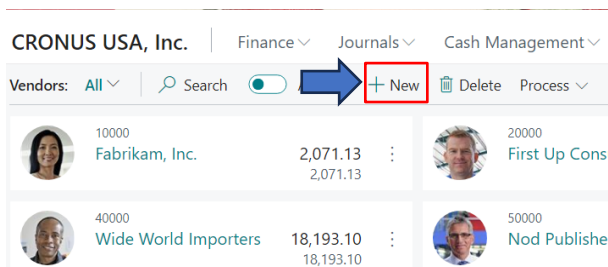 CRONUS USA, Inc. Finance Journals Cash Management
Vendors: All Search + New Delete Process
10000
Fabrikam, Inc. 2,071.13
2,071.13
20000
First Up Cons
40000
Wide World Importers 18,193.10
18,193.10
50000
Nod Publishe